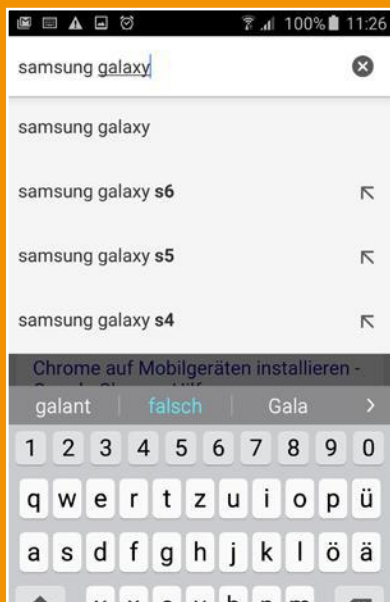 100% 11:26
samsung galaxy
samsung galaxy
samsung galaxy s6
samsung galaxy s5
samsung galaxy s4
Chrome auf Mobilgeräten installieren -
galant falsch Gala >
1 2 3 4 5 6 7 8 9 0
q w e r t z u i o p ü
a s d f g h j k l ö ä